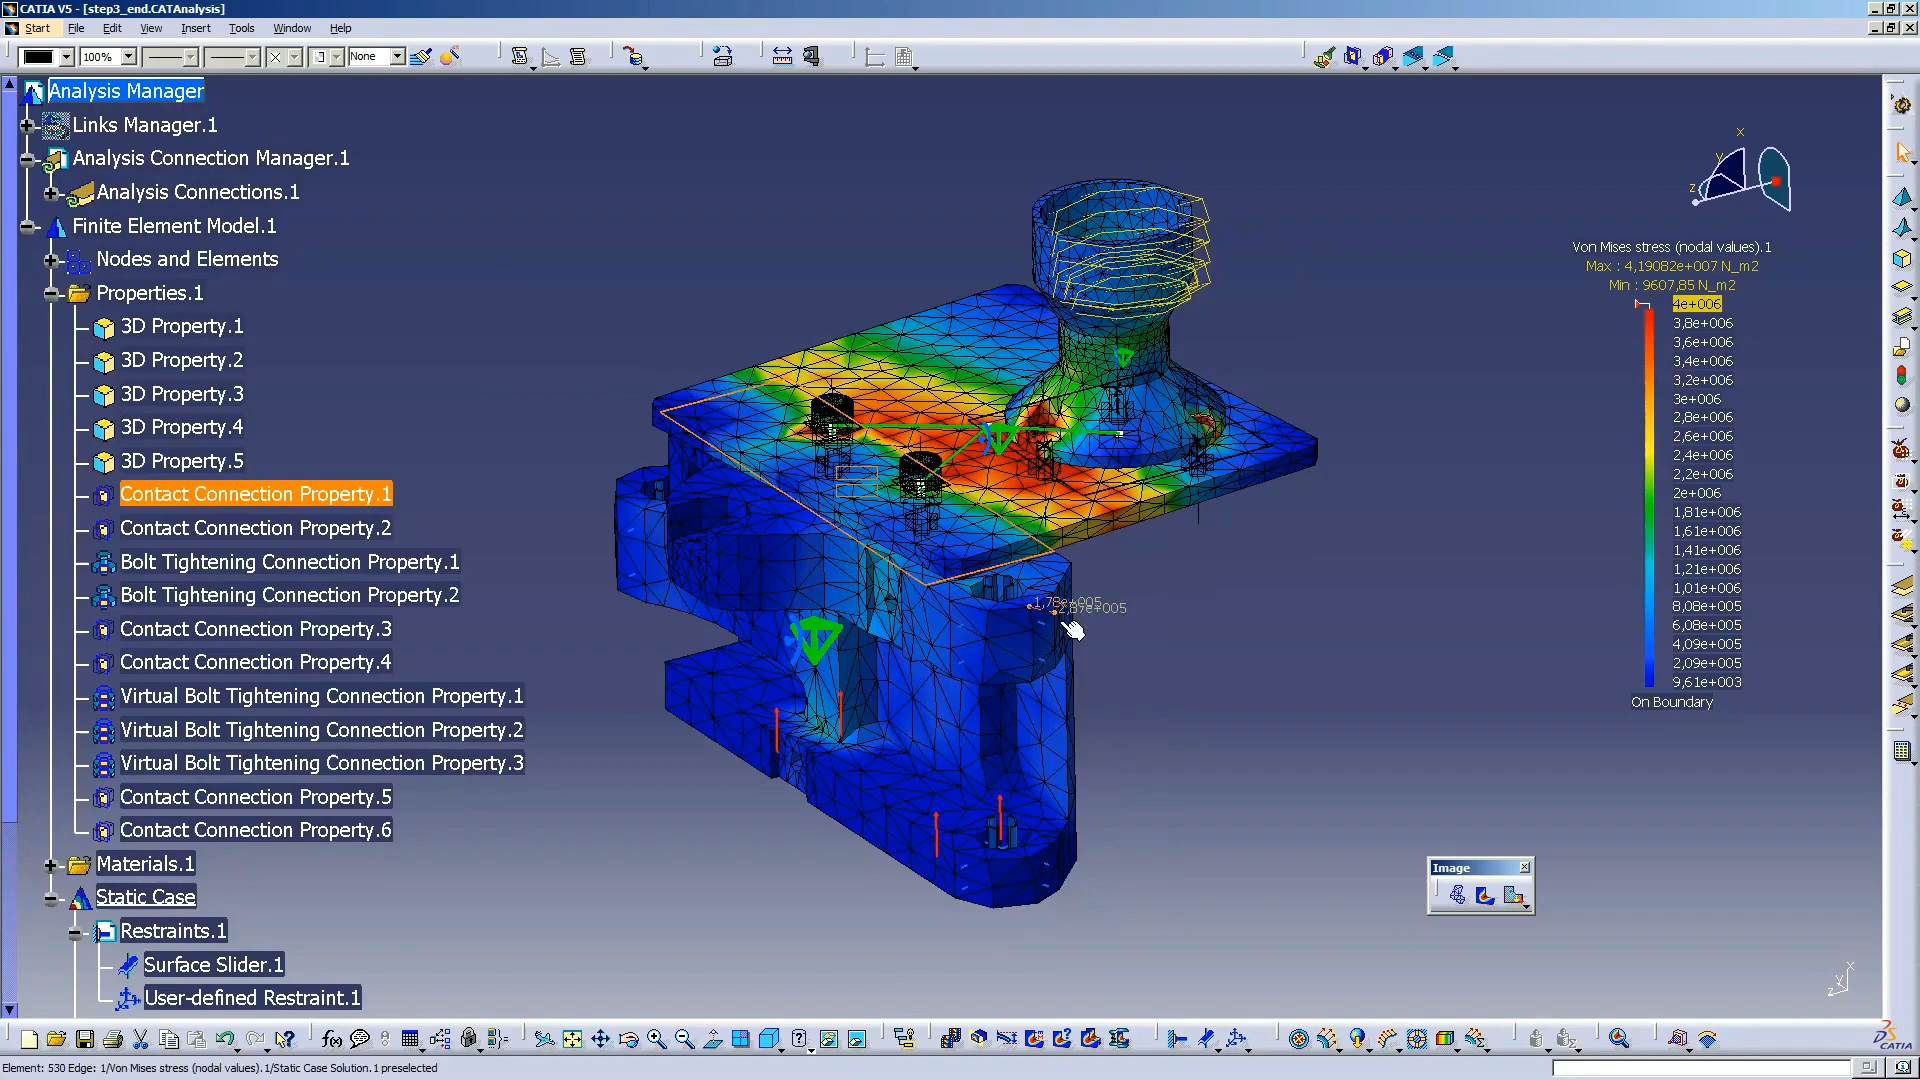 CATIA V5 - [step3_end.CATAnalysis]
Start File Edit View Insert Tools Window Help
100% None
Analysis Manager
Links Manager.1
Analysis Connection Manager.1
Analysis Connections.1
Finite Element Model.1
Nodes and Elements
Properties.1
3D Property.1
3D Property.2
3D Property.3
3D Property.4
3D Property.5
Contact Connection Property.1
Contact Connection Property.2
Bolt Tightening Connection Property.1
Bolt Tightening Connection Property.2
Contact Connection Property.3
Contact Connection Property.4
Virtual Bolt Tightening Connection Property.1
Virtual Bolt Tightening Connection Property.2
Virtual Bolt Tightening Connection Property.3
Contact Connection Property.5
Contact Connection Property.6
Materials.1
Static Case
Restraints.1
Surface Slider.1
User-defined Restraint.1
x
y
z
Von Mises stress (nodal values).1
Max : 4,19082e+007 N_m2
Min : 9607,85 N_m2
4e+006
3,8e+006
3,6e+006
3,4e+006
3,2e+006
3e+006
2,8e+006
2,6e+006
2,4e+006
2,2e+006
2e+006
1,81e+006
1,61e+006
1,41e+006
1,21e+006
1,01e+006
8,08e+005
6,08e+005
4,09e+005
2,09e+005
9,61e+003
On Boundary
Image
x
y
z
CATIA
Element: 530 Edge: 1/Von Mises stress (nodal values).1/Static Case Solution.1 preselected